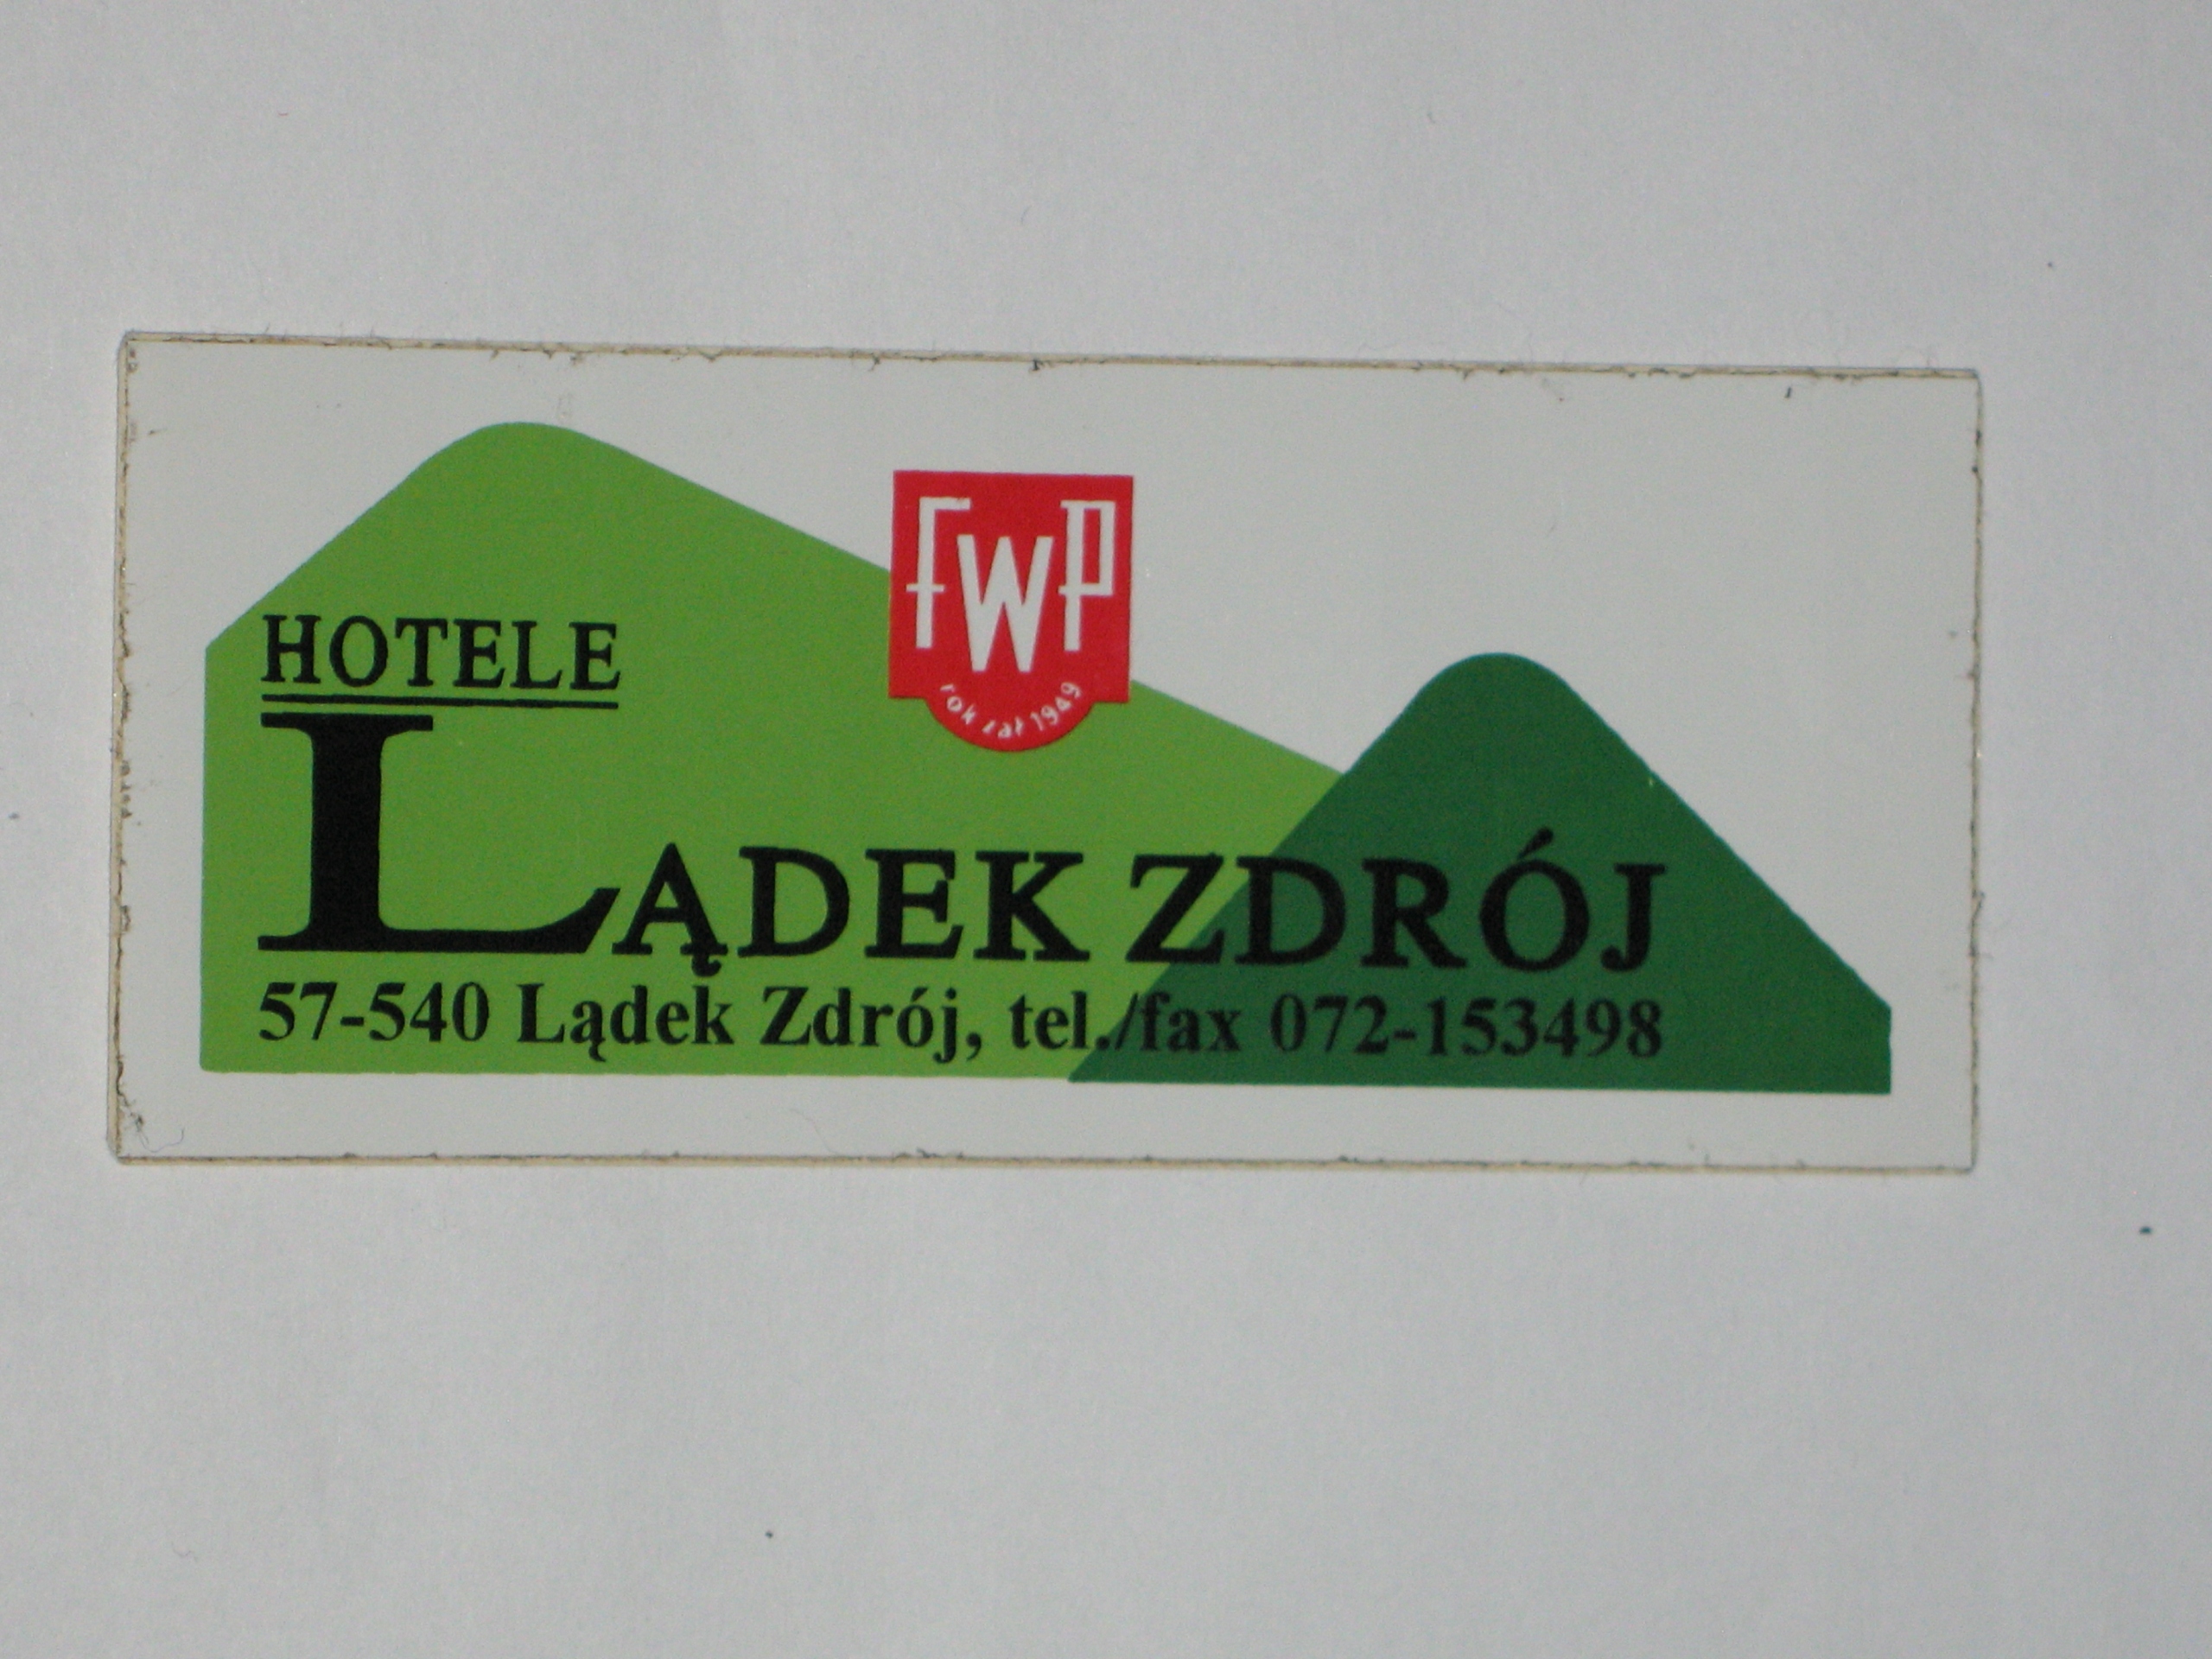 FWP
rok zał 1949
HOTELE
LĄDEK ZDRÓJ
57-540 Lądek Zdrój, tel./fax 072-153498